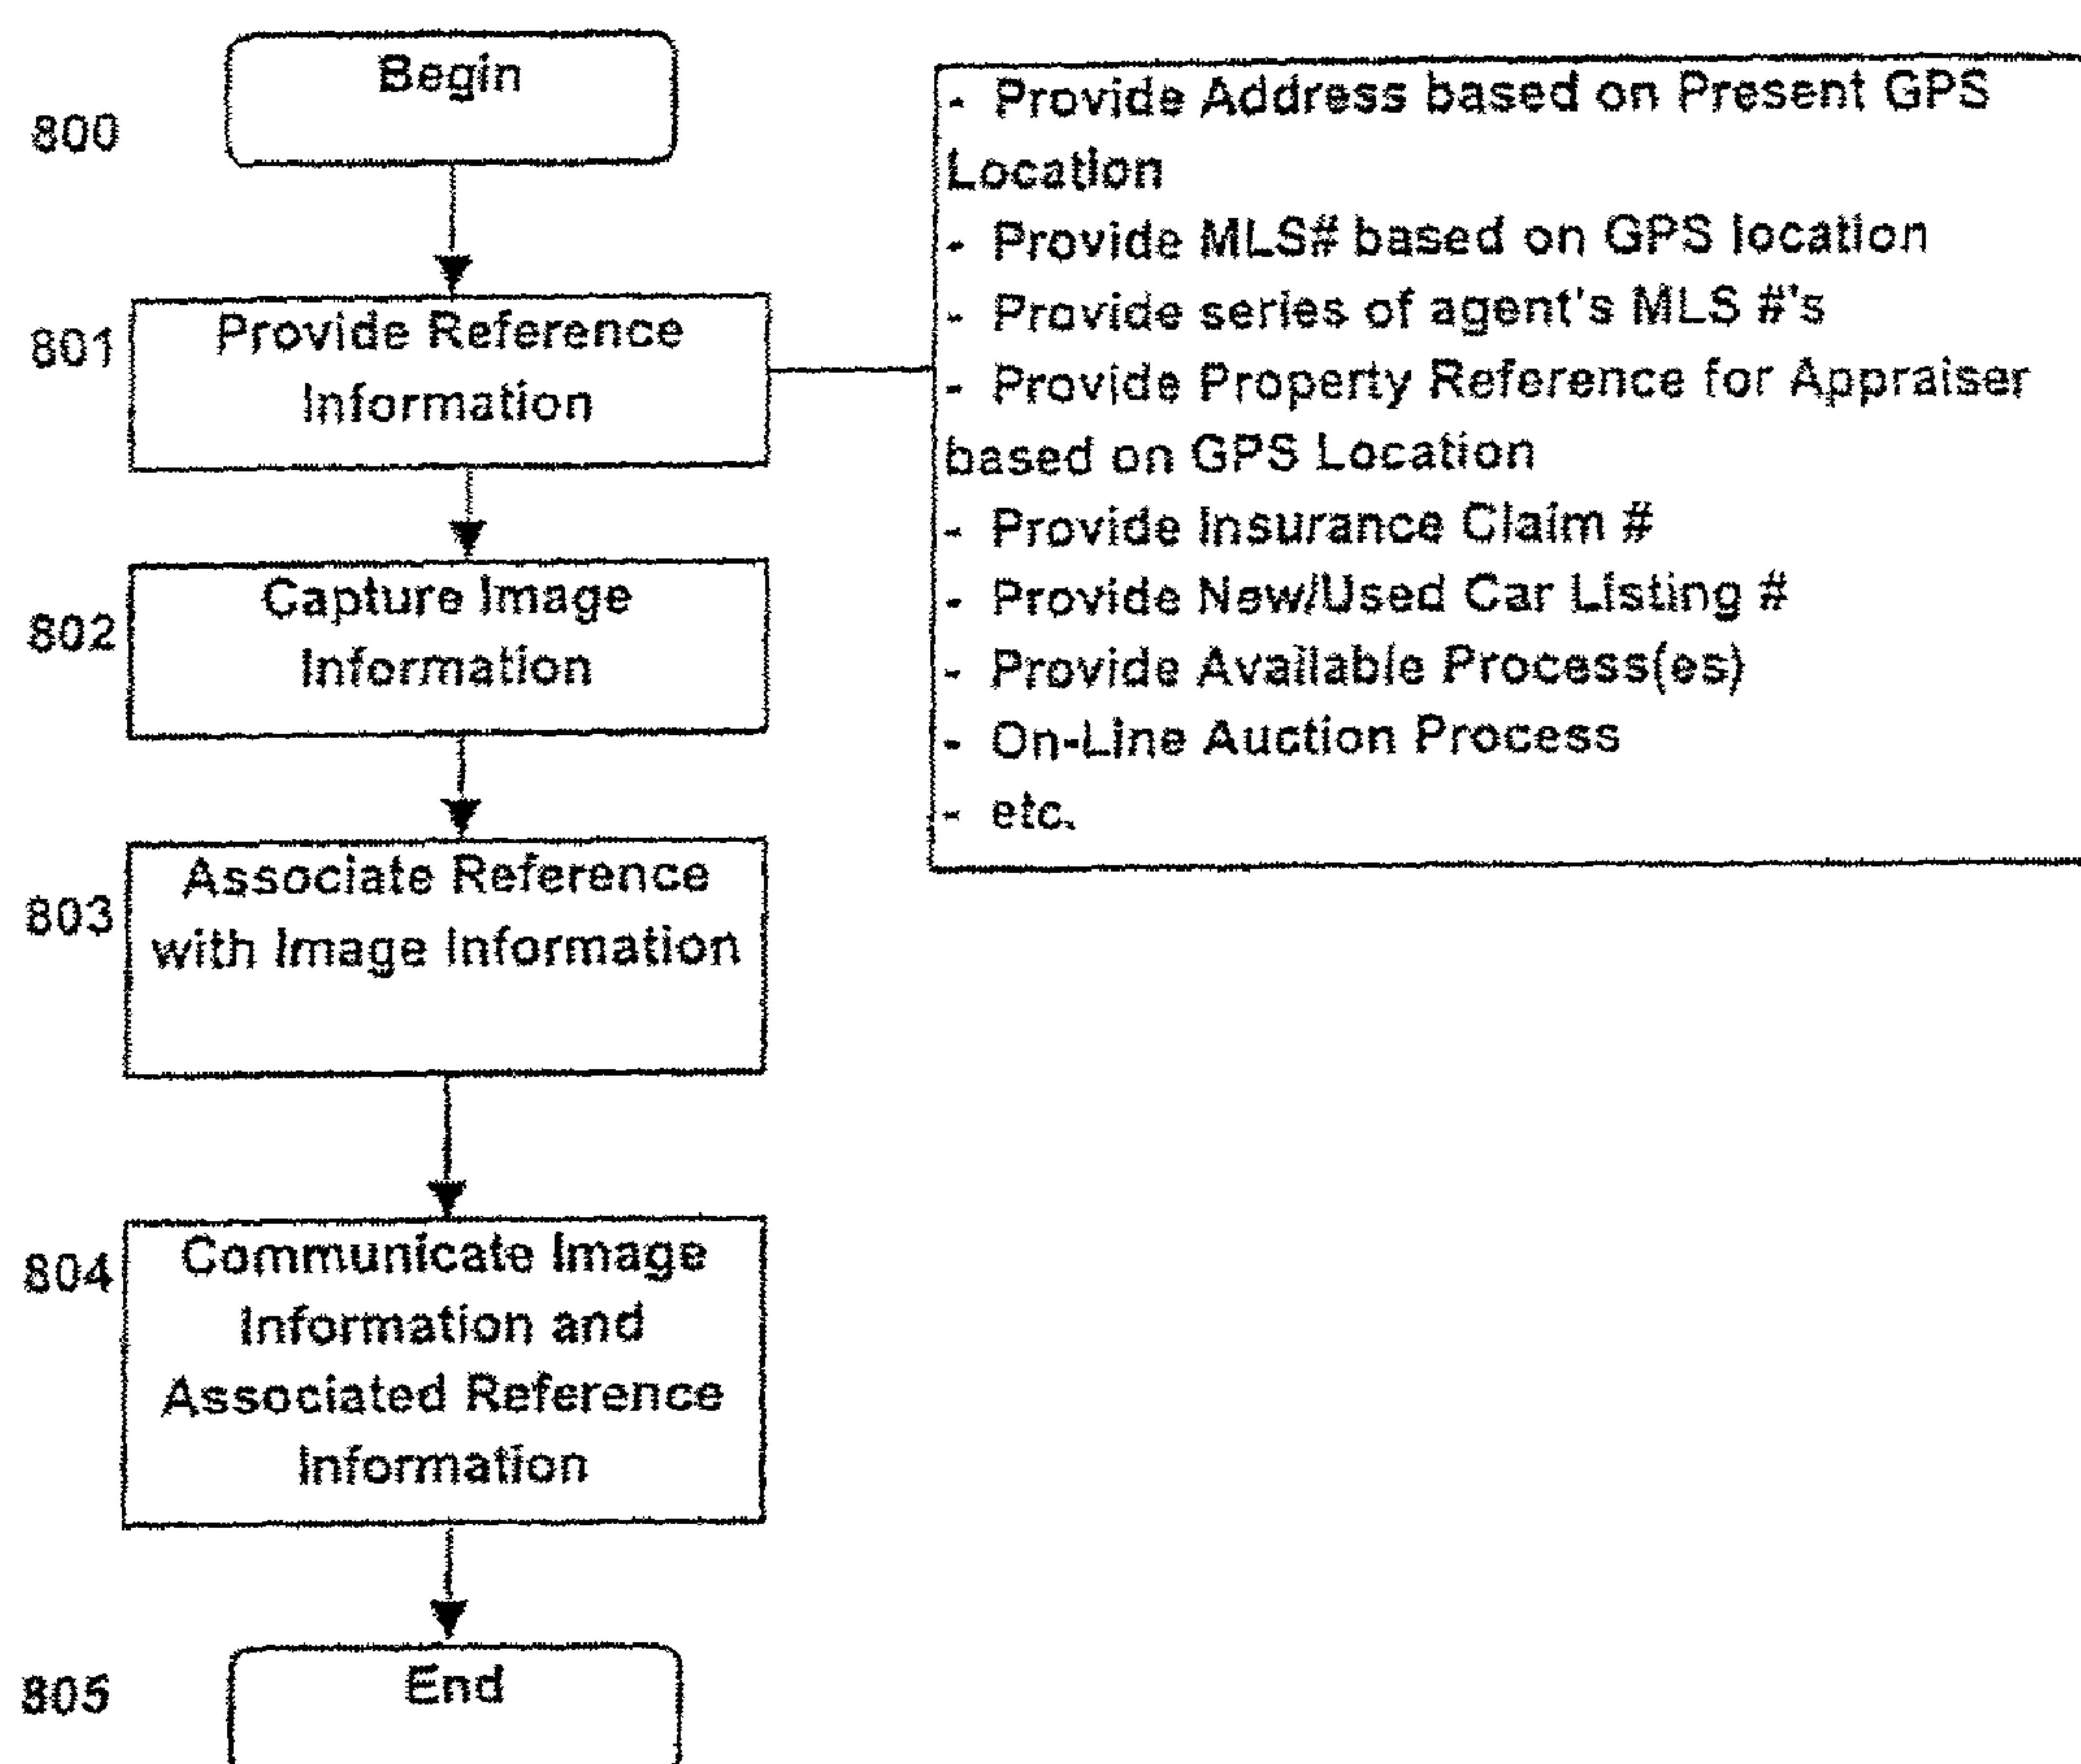 Begin
800
801
Provide Reference
Information
- Provide Address based on Present GPS
Location
- Provide MLS# based on GPS location
- Provide series of agent's MLS #'s
- Provide Property Reference for Appraiser
based on GPS Location
- Provide Insurance Claim #
- Provide New/Used Car Listing #
- Provide Available Process(es)
- On-Line Auction Process
- etc.
802
Capture Image
Information
803
Associate Reference
with Image Information
804
Communicate Image
Information and
Associated Reference
Information
805
End